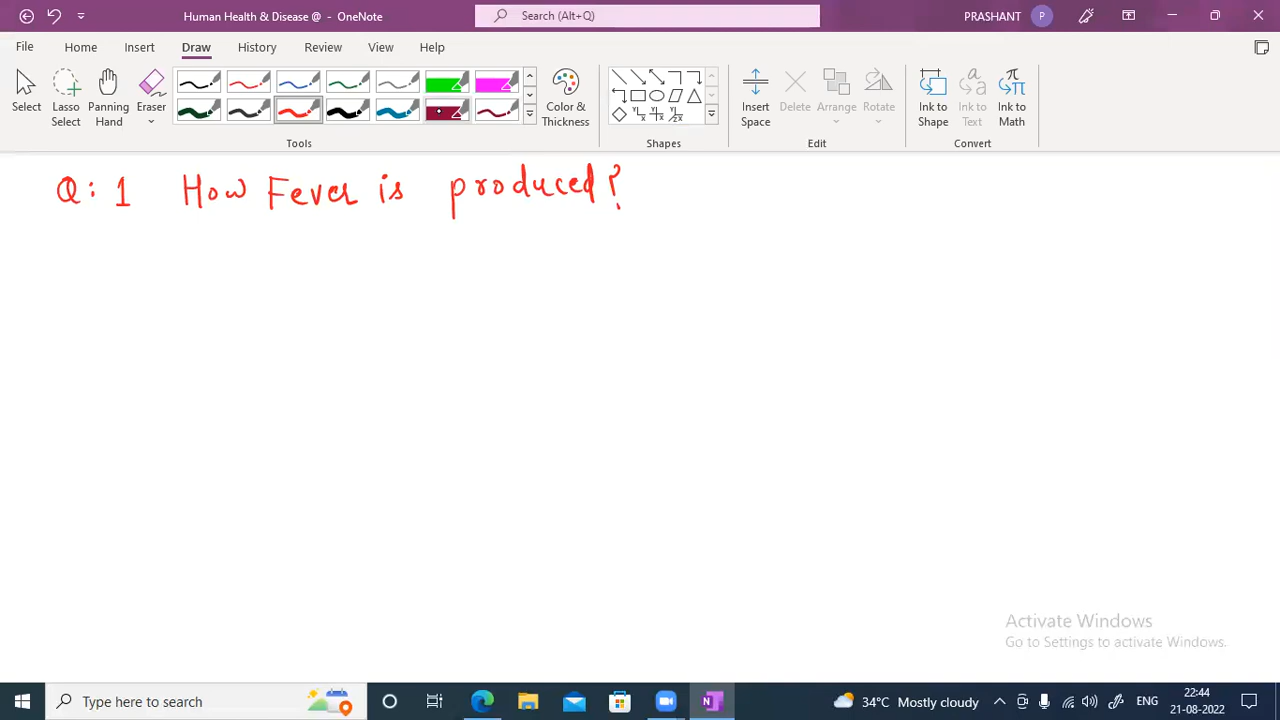 Human Health & Disease @ - OneNote
Search (Alt+Q)
PRASHANT
P
File
Home
Insert
Draw
History
Review
View
Help
Select
Lasso Select
Panning Hand
Eraser
Color & Thickness
Insert Space
Delete
Arrange
Rotate
Ink to Shape
Ink to Text
Ink to Math
Tools
Shapes
Edit
Convert
Q: 1 How Fever is produced?
Activate Windows
Go to Settings to activate Windows.
Type here to search
34°C Mostly cloudy
ENG
22:44
21-08-2022